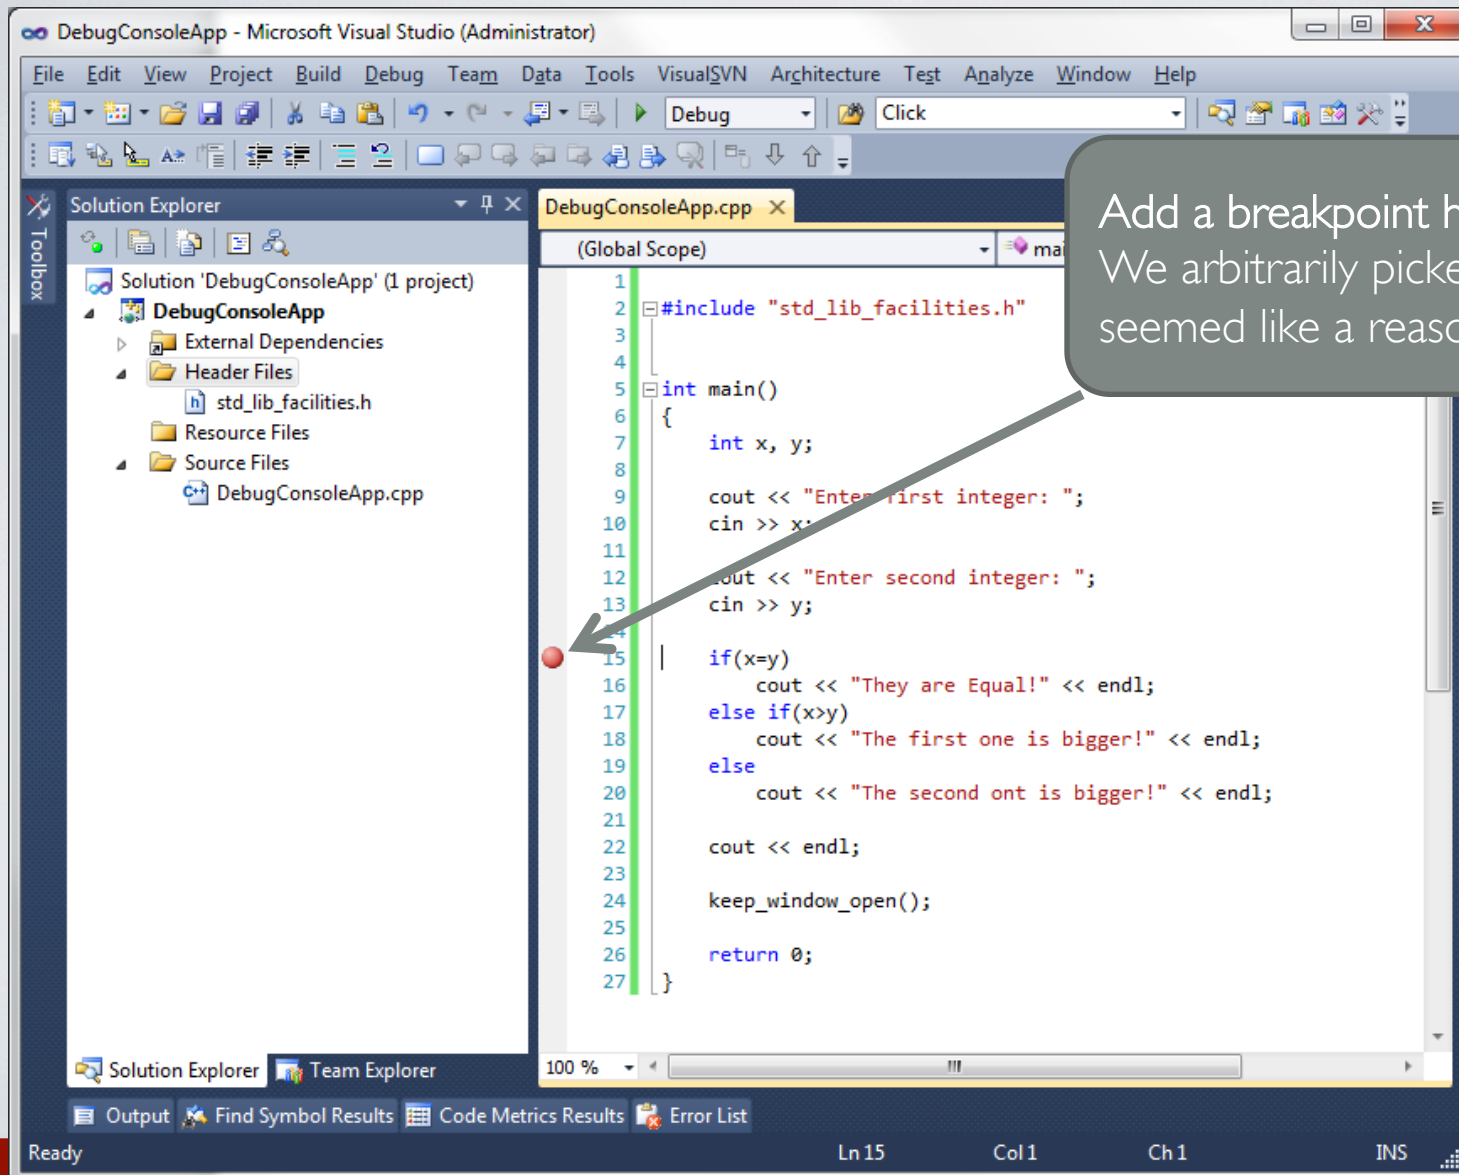 DebugConsoleApp - Microsoft Visual Studio (Administrator)
File Edit View Project Build Debug Team Data Tools VisualSVN Architecture Test Analyze Window Help
Debug Click
Toolbox
Solution Explorer
Solution 'DebugConsoleApp' (1 project)
DebugConsoleApp
External Dependencies
Header Files
std_lib_facilities.h
Resource Files
Source Files
DebugConsoleApp.cpp
Solution Explorer Team Explorer
DebugConsoleApp.cpp
(Global Scope) mai
Add a breakpoint h
We arbitrarily picke
seemed like a reaso
1
2 #include "std_lib_facilities.h"
3
4
5 int main()
6 {
7 int x, y;
8
9 cout << "Enter first integer: ";
10 cin >> x;
11
12 cout << "Enter second integer: ";
13 cin >> y;
14
15 if(x=y)
16 cout << "They are Equal!" << endl;
17 else if(x>y)
18 cout << "The first one is bigger!" << endl;
19 else
20 cout << "The second ont is bigger!" << endl;
21
22 cout << endl;
23
24 keep_window_open();
25
26 return 0;
27 }
100 %
Output Find Symbol Results Code Metrics Results Error List
Ready Ln 15 Col 1 Ch 1 INS